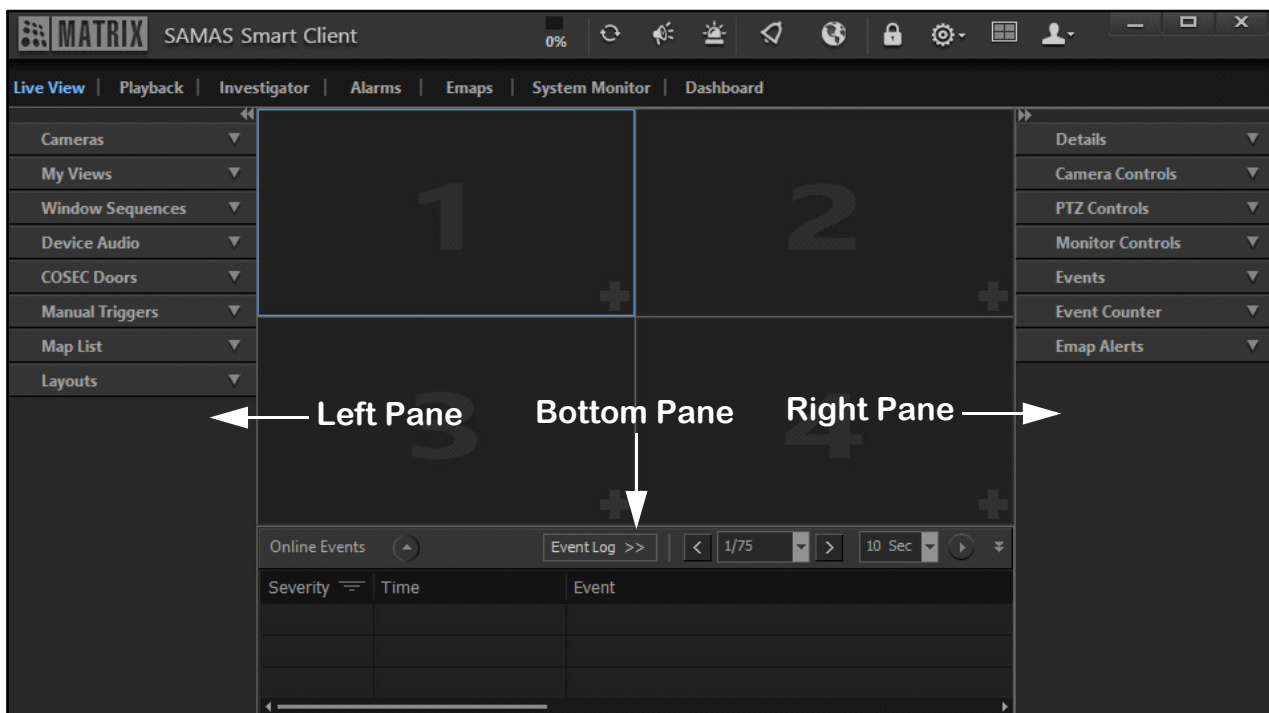 MATRIX SAMAS Smart Client
0%
Live View | Playback | Investigator | Alarms | Emaps | System Monitor | Dashboard
Cameras
My Views
Window Sequences
Device Audio
COSEC Doors
Manual Triggers
Map List
Layouts
1
2
3
4
Left Pane
Bottom Pane
Right Pane
Details
Camera Controls
PTZ Controls
Monitor Controls
Events
Event Counter
Emap Alerts
Online Events
Event Log >>
< 1/75 >
10 Sec
Severity Time Event